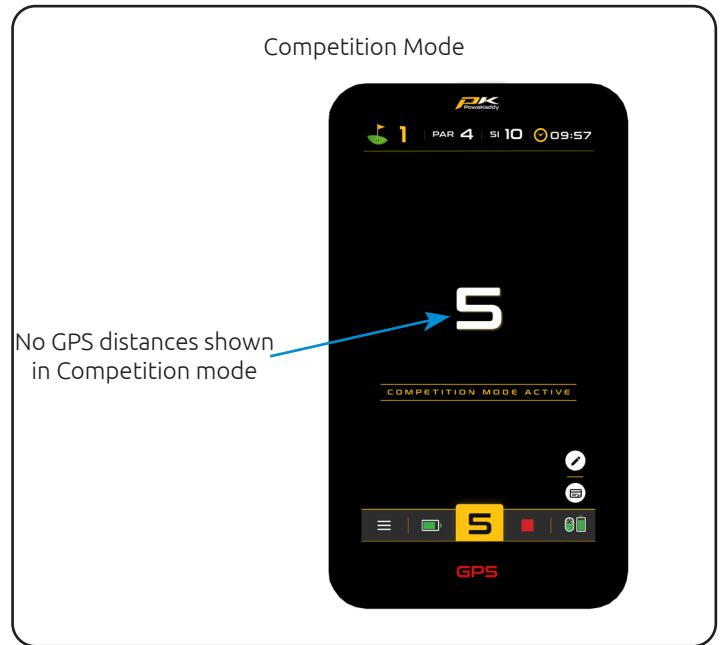 Competition Mode
PK
PowaKaddy
1 PAR 4 SI 10 09:57
5
No GPS distances shown
in Competition mode
COMPETITION MODE ACTIVE
5
GPS